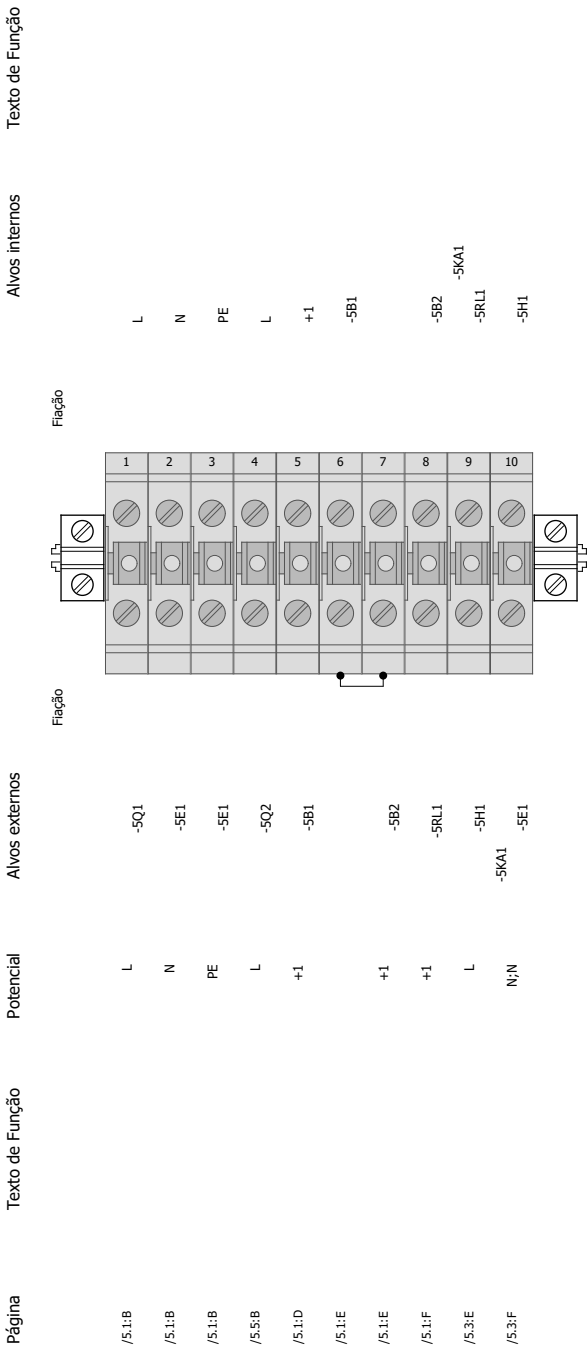 Texto de Função
Alvos internos
L
N
PE
L
+1
-5B1
-5B2
-5KA1
-5RL1
-5H1
Fiação
1 2 3 4 5 6 7 8 9 10
Fiação
Alvos externos
-5Q1
-5E1
-5E1
-5Q2
-5B1
-5B2
-5RL1
-5H1
-5KA1
-5E1
Potencial
L
N
PE
L
+1
+1
+1
L
N;N
Texto de Função
Página
/5.1:B
/5.1:B
/5.1:B
/5.5:B
/5.1:D
/5.1:E
/5.1:E
/5.1:F
/5.3:E
/5.3:F